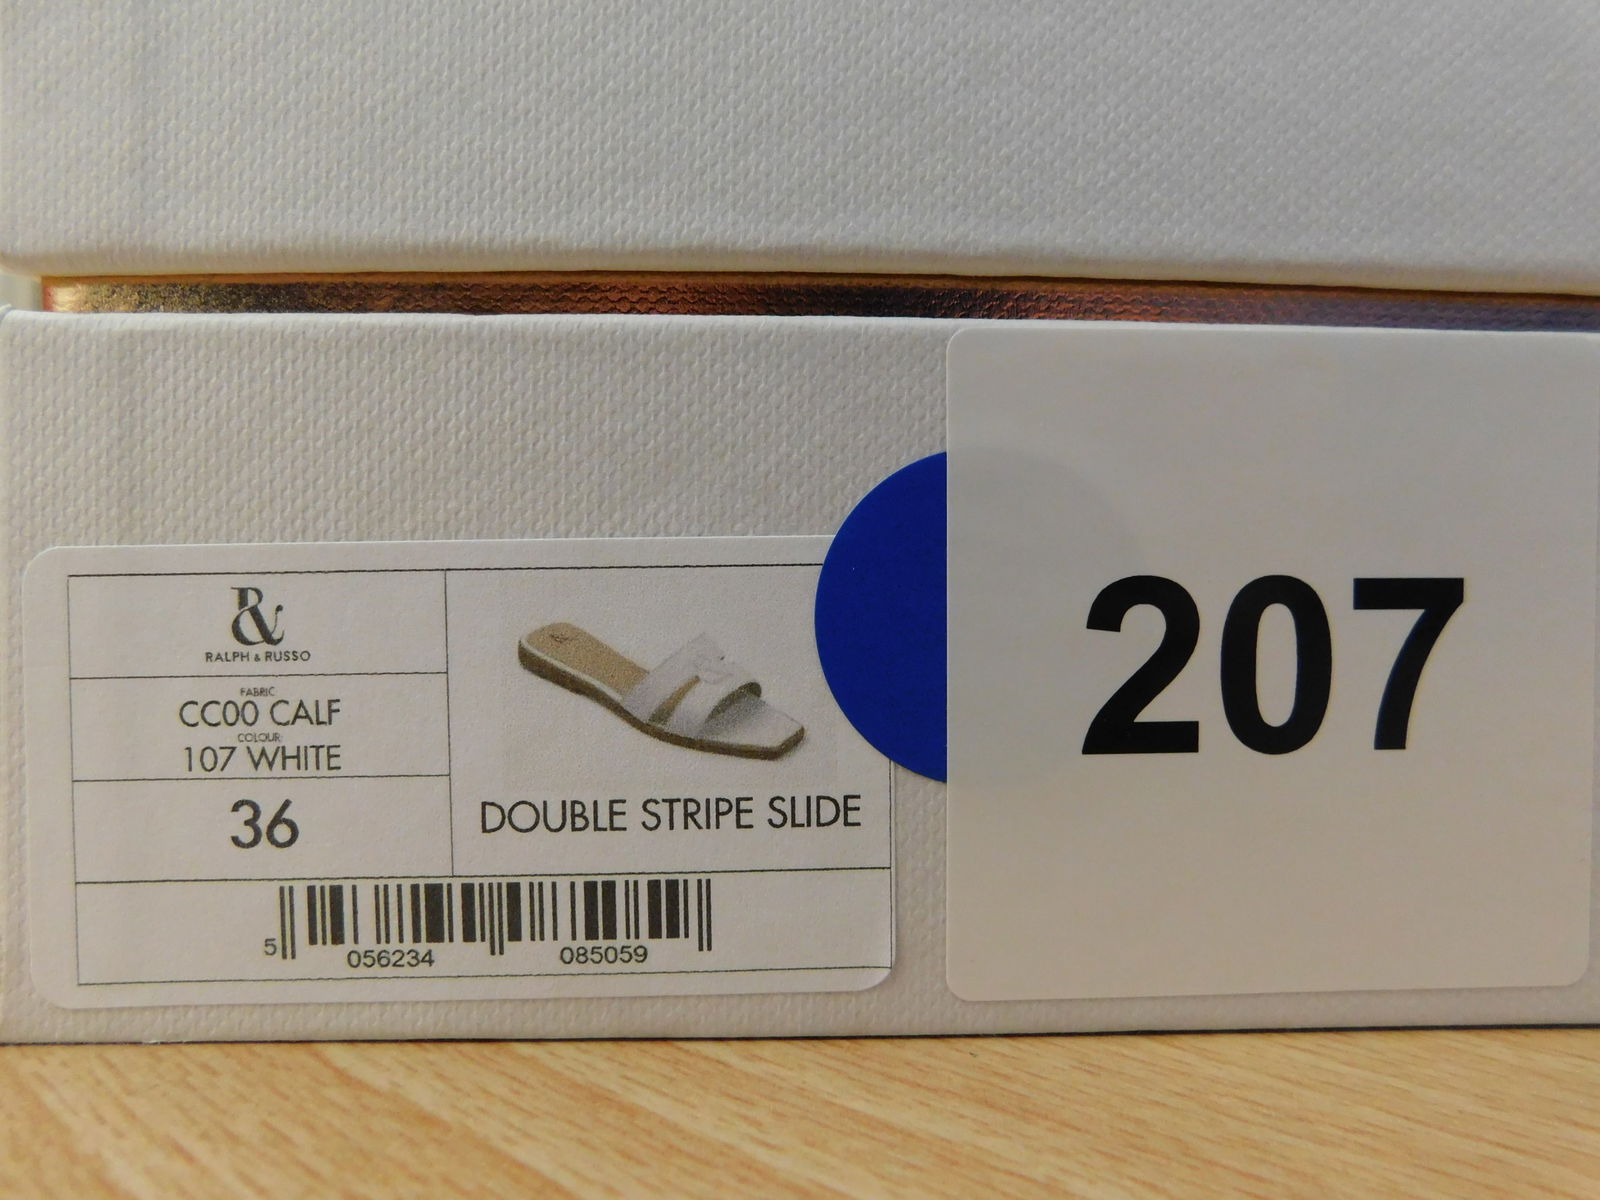 R&
RALPH & RUSSO
FABRIC
CC00 CALF
COLOUR
107 WHITE
36
DOUBLE STRIPE SLIDE
5 056234 085059
207